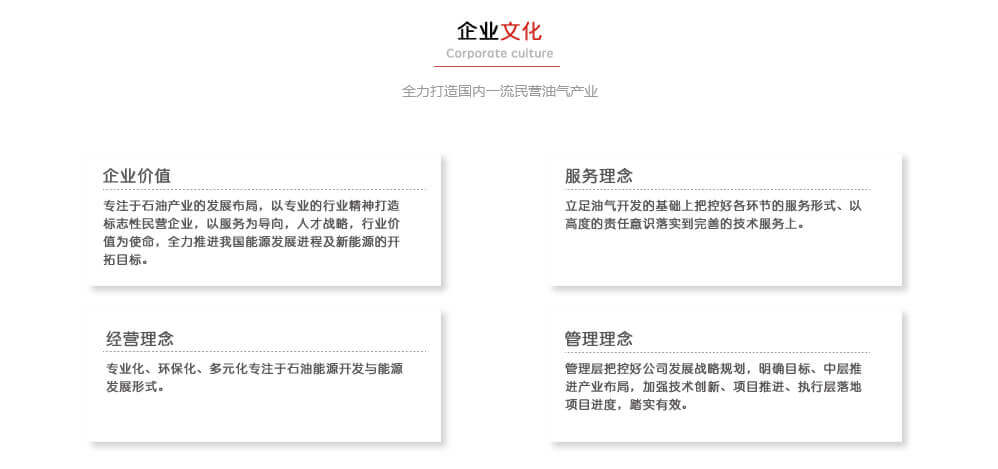 企业文化
Corporate culture
全力打造国内一流民营油气产业
企业价值
专注于石油产业的发展布局，以专业的行业精神打造
标志性民营企业，以服务为导向，人才战略，行业价
值为使命，全力推进我国能源发展进程及新能源的开
拓目标。
服务理念
立足油气开发的基础上把控好各环节的服务形式、以
高度的责任意识落实到完善的技术服务上。
经营理念
专业化、环保化、多元化专注于石油能源开发与能源
发展形式。
管理理念
管理层把控好公司发展战略规划，明确目标、中层推
进产业布局，加强技术创新、项目推进、执行层落地
项目进度，踏实有效。